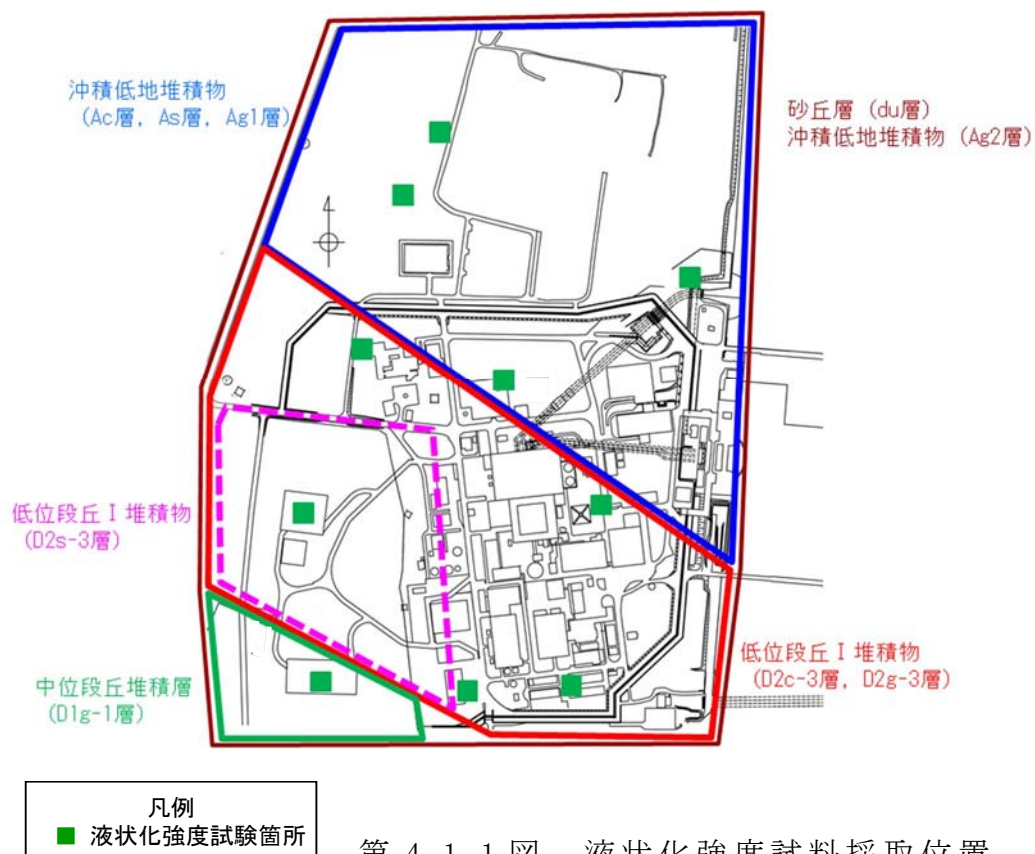 沖積低地堆積物
(Ac層, As層, Ag1層)
砂丘層 (du層)
沖積低地堆積物 (Ag2層)
低位段丘Ⅰ堆積物
(D2s-3層)
低位段丘Ⅰ堆積物
(D2c-3層, D2g-3層)
中位段丘堆積層
(D1g-1層)
凡例
■ 液状化強度試験箇所
第 4.1-1 図 液状化強度試料採取位置